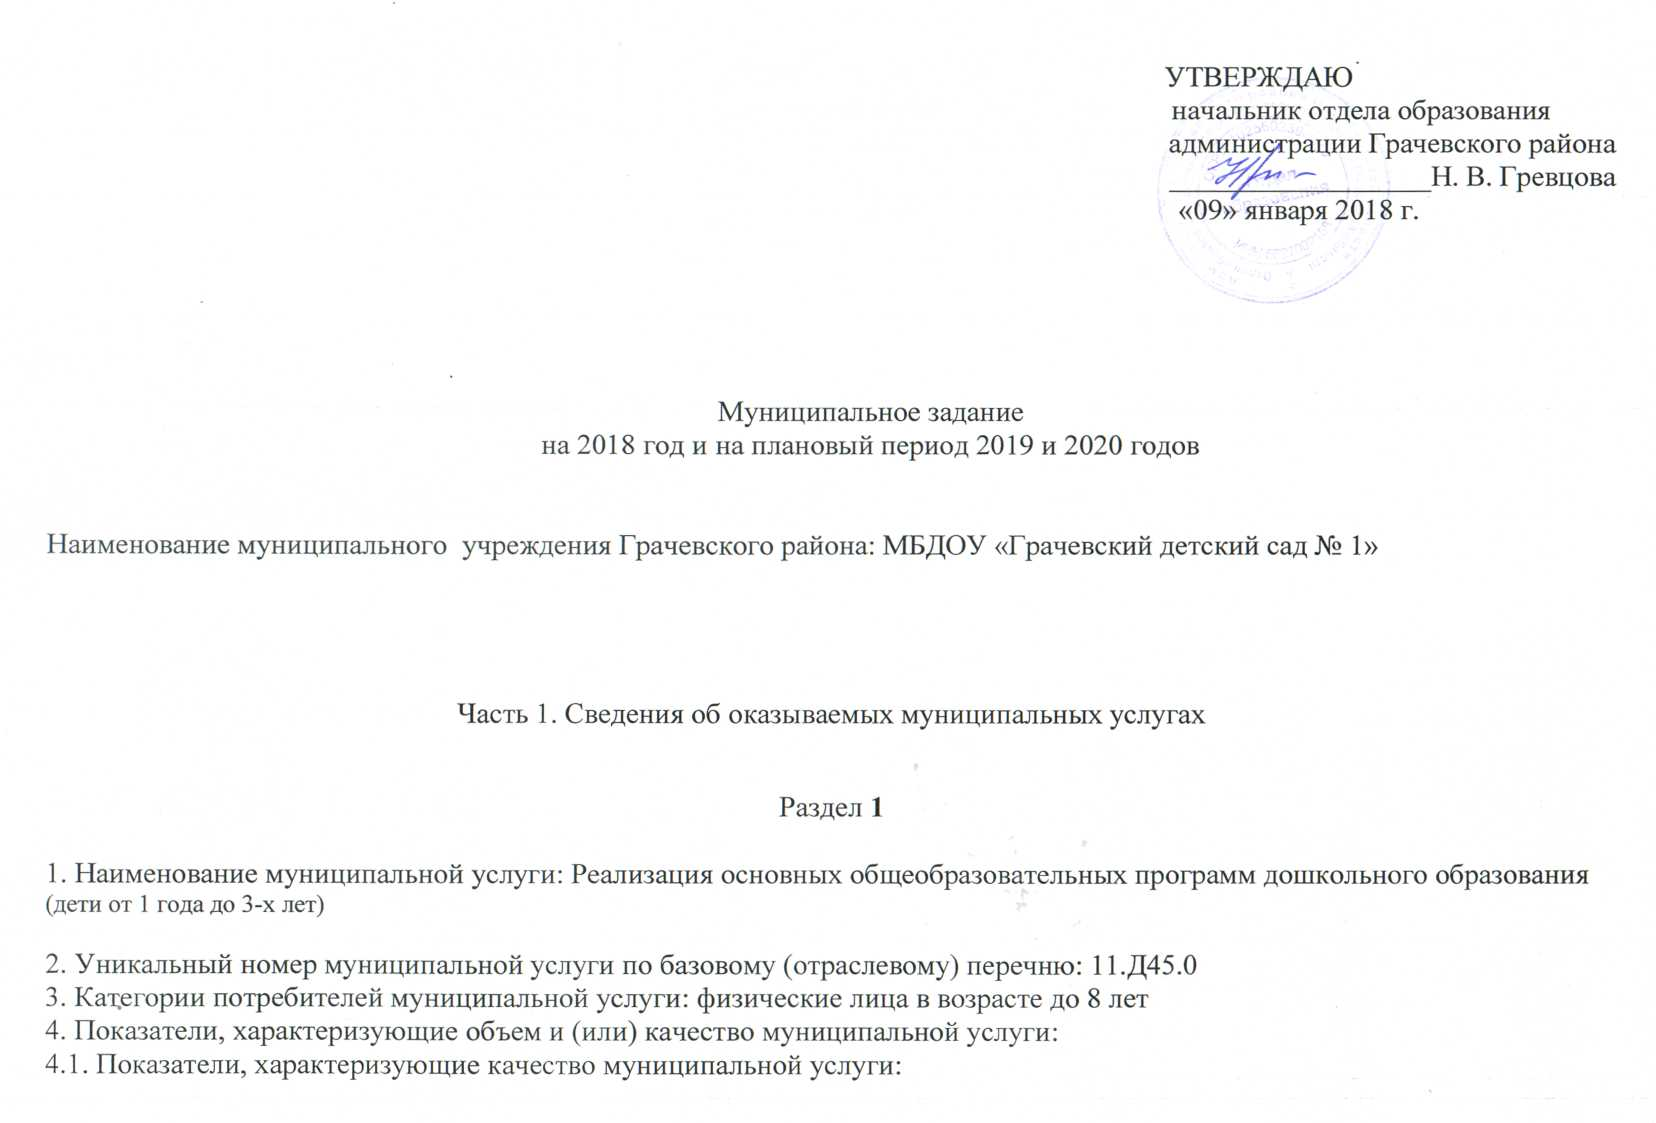 УТВЕРЖДАЮ
начальник отдела образования
администрации Грачевского района
____________________Н. В. Гревцова
«09» января 2018 г.
Муниципальное задание
на 2018 год и на плановый период 2019 и 2020 годов
Наименование муниципального учреждения Грачевского района: МБДОУ «Грачевский детский сад № 1»
Часть 1. Сведения об оказываемых муниципальных услугах
Раздел 1
1. Наименование муниципальной услуги: Реализация основных общеобразовательных программ дошкольного образования
(дети от 1 года до 3-х лет)
2. Уникальный номер муниципальной услуги по базовому (отраслевому) перечню: 11.Д45.0
3. Категории потребителей муниципальной услуги: физические лица в возрасте до 8 лет
4. Показатели, характеризующие объем и (или) качество муниципальной услуги:
4.1. Показатели, характеризующие качество муниципальной услуги: